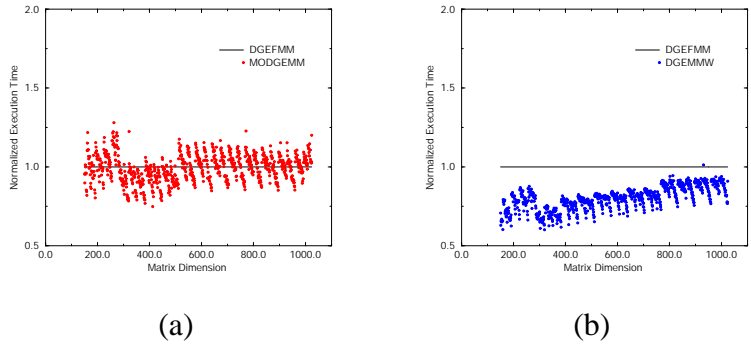 2.0
DGEFMM
MODGEMM
1.5
1.0
0.5
Normalized Execution Time
0.0 200.0 400.0 600.0 800.0 1000.0
Matrix Dimension
(a)
2.0
DGEFMM
DGEMMW
1.5
1.0
0.5
Normalized Execution Time
0.0 200.0 400.0 600.0 800.0 1000.0
Matrix Dimension
(b)